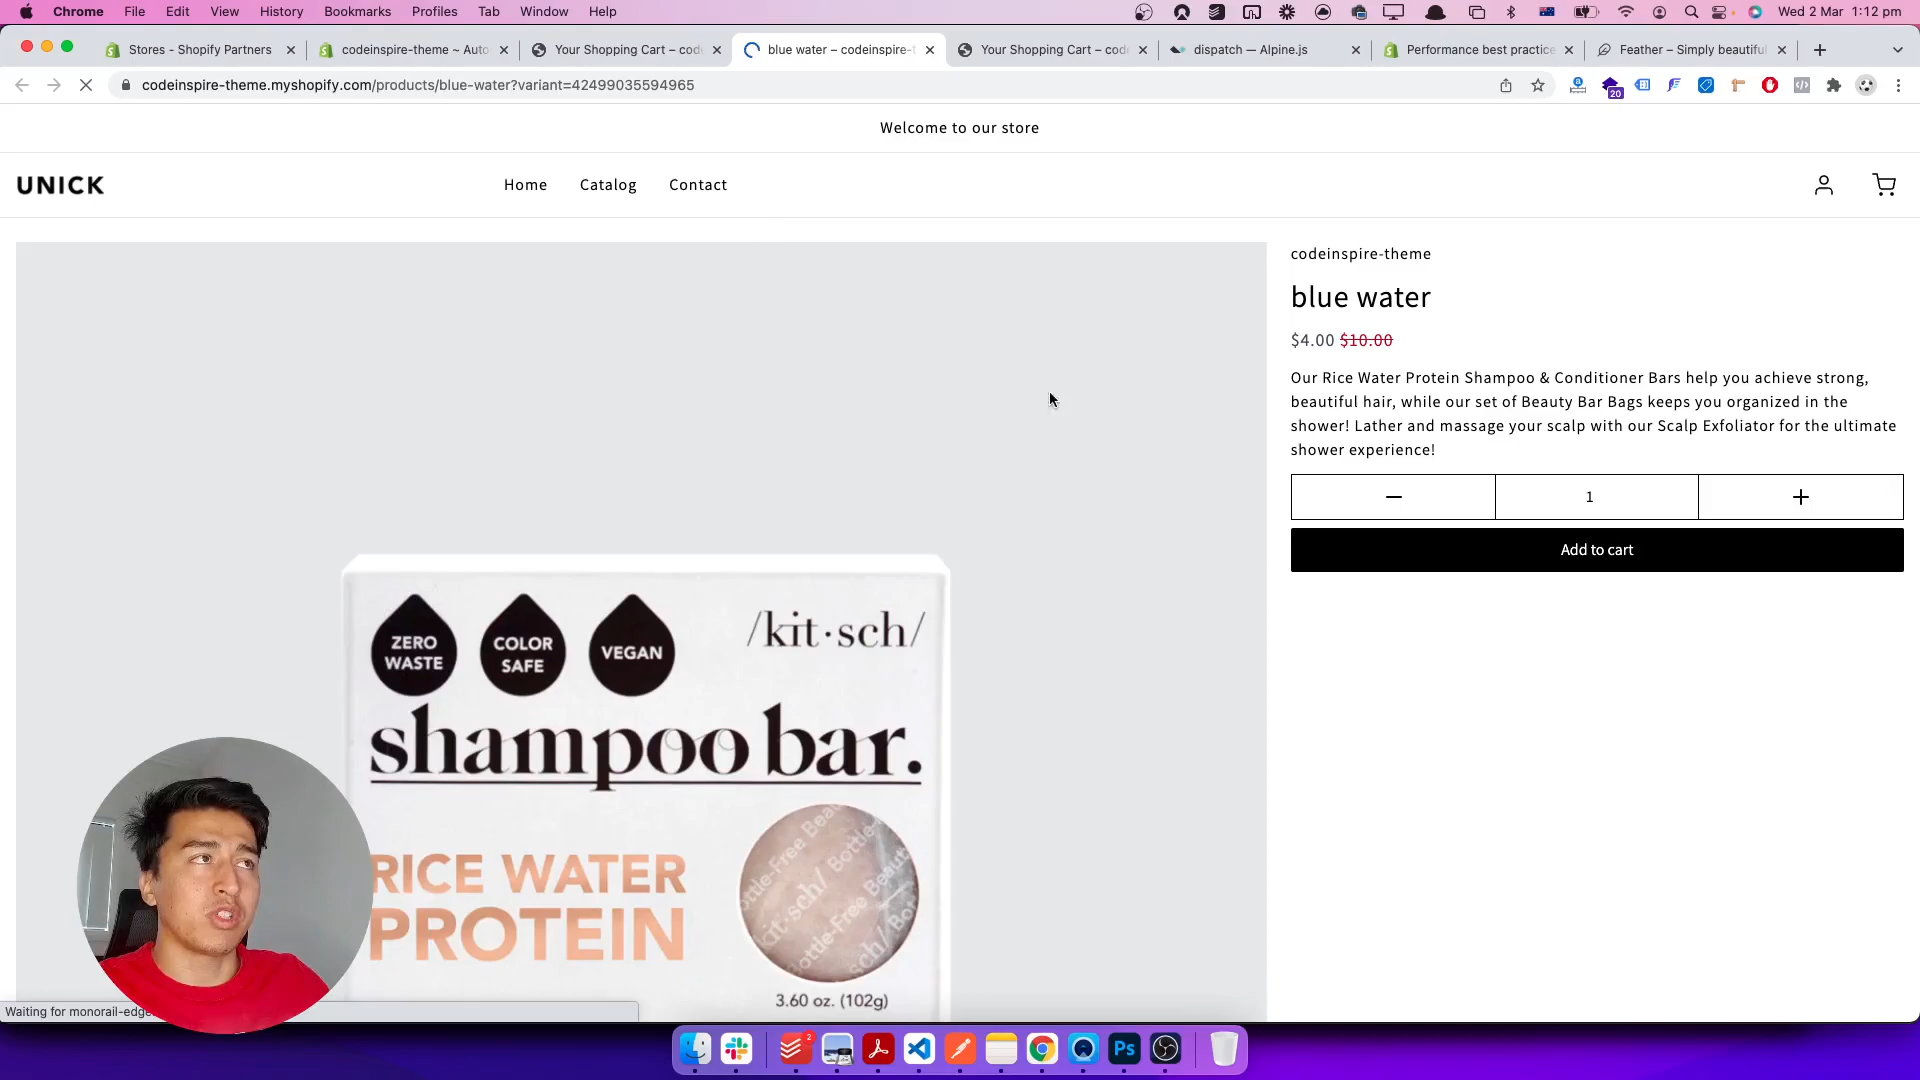 Chrome File Edit View History Bookmarks Profiles Tab Window Help Wed 2 Mar 1:12 pm
Stores - Shopify Partners codeinspire-theme ~ Auto Your Shopping Cart – code blue water – codeinspire-t Your Shopping Cart – code dispatch — Alpine.js Performance best practice Feather – Simply beautiful
codeinspire-theme.myshopify.com/products/blue-water?variant=42499035594965
20
Welcome to our store
UNICK Home Catalog Contact
codeinspire-theme
blue water
$4.00 $10.00
Our Rice Water Protein Shampoo & Conditioner Bars help you achieve strong,
beautiful hair, while our set of Beauty Bar Bags keeps you organized in the
shower! Lather and massage your scalp with our Scalp Exfoliator for the ultimate
shower experience!
1
Add to cart
ZERO WASTE
COLOR SAFE
VEGAN
/kit·sch/
shampoo bar.
RICE WATER
PROTEIN
3.60 oz. (102g)
Waiting for monorail-edge
2
Ps